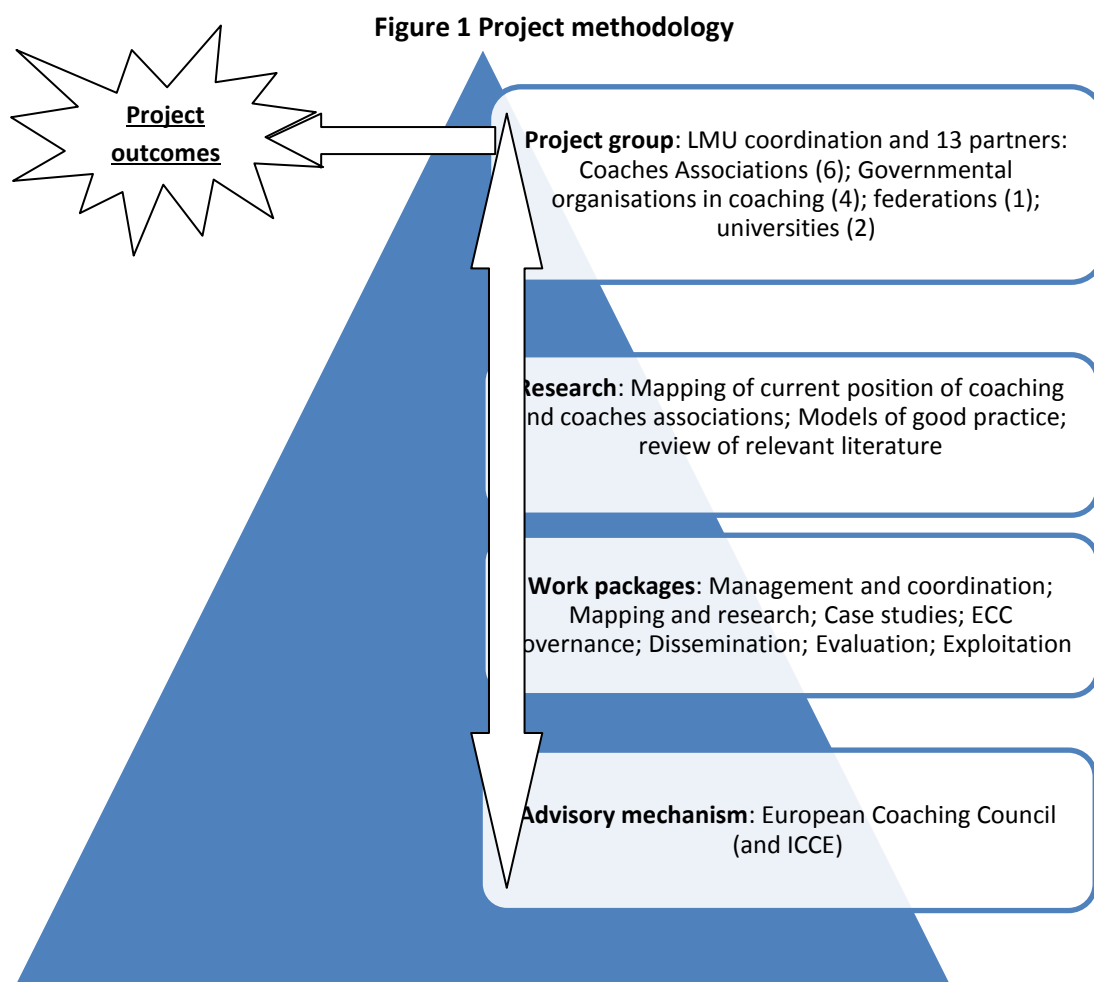 Figure 1 Project methodology
Project
outcomes
Project group: LMU coordination and 13 partners:
Coaches Associations (6); Governmental
organisations in coaching (4); federations (1);
universities (2)
Research: Mapping of current position of coaching
nd coaches associations; Models of good practice;
review of relevant literature
Work packages: Management and coordination;
Mapping and research; Case studies; ECC
overnance; Dissemination; Evaluation; Exploitation
Advisory mechanism: European Coaching Council
(and ICCE)